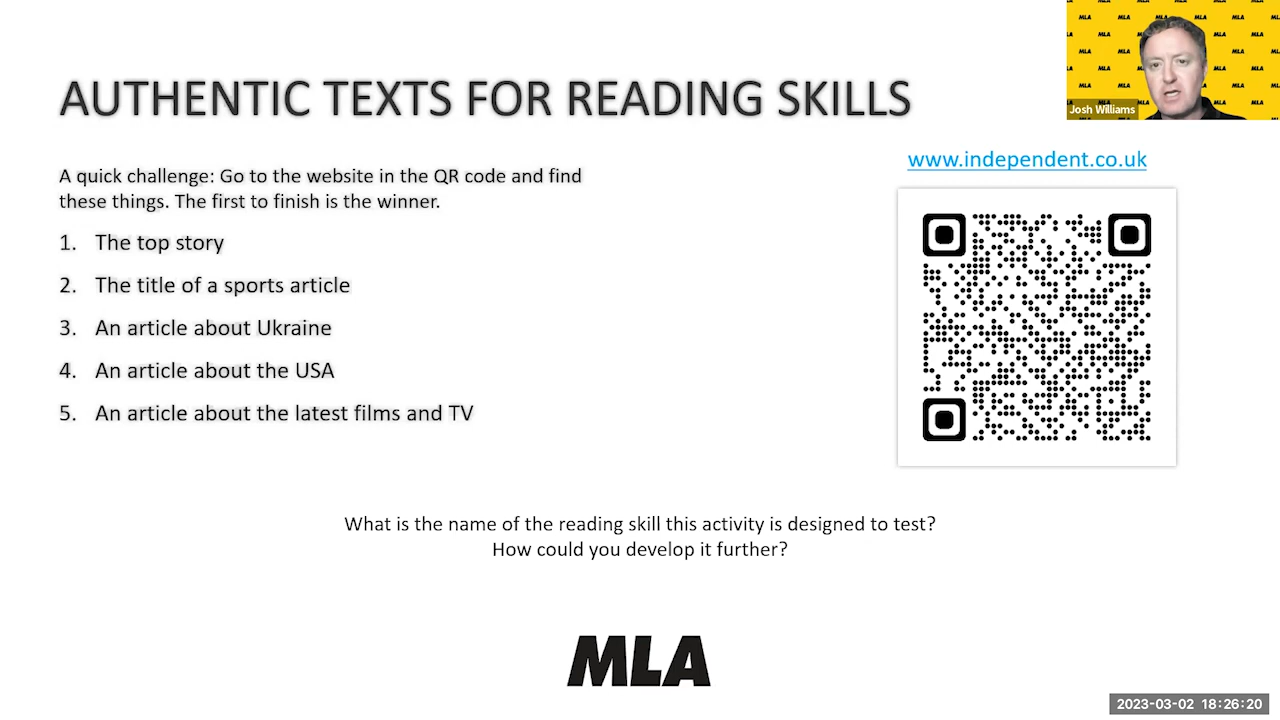 AUTHENTIC TEXTS FOR READING SKILLS
A quick challenge: Go to the website in the QR code and find
these things. The first to finish is the winner.
1. The top story
2. The title of a sports article
3. An article about Ukraine
4. An article about the USA
5. An article about the latest films and TV
www.independent.co.uk
What is the name of the reading skill this activity is designed to test?
How could you develop it further?
MLA
Josh Williams
2023-03-02 18:26:20